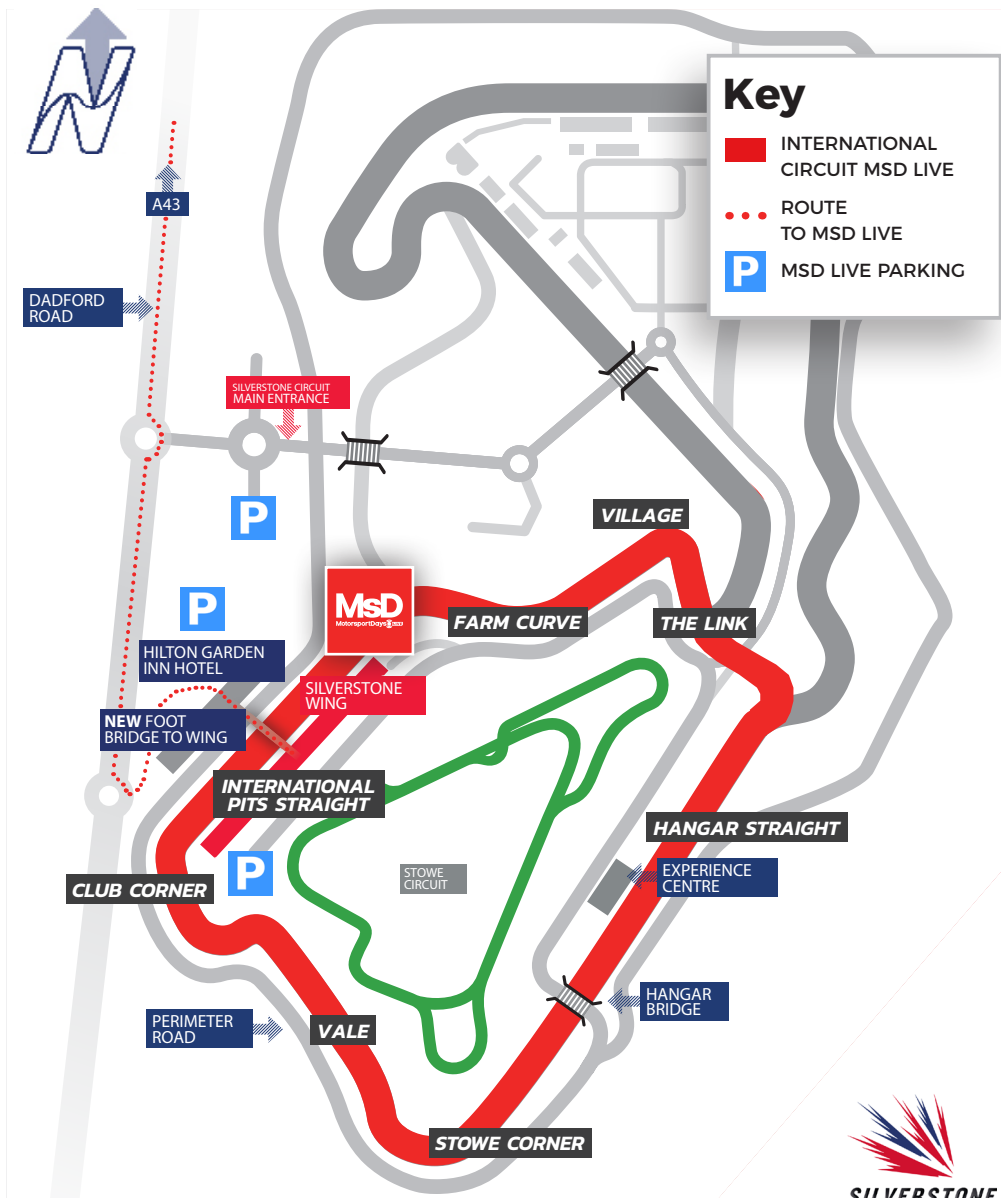 N
Key
INTERNATIONAL
CIRCUIT MSD LIVE
ROUTE
TO MSD LIVE
P
MSD LIVE PARKING
A43
DADFORD
ROAD
SILVERSTONE CIRCUIT
MAIN ENTRANCE
P
VILLAGE
P
MSD
FARM CURVE
THE LINK
HILTON GARDEN
INN HOTEL
SILVERSTONE
WING
NEW FOOT
BRIDGE TO WING
INTERNATIONAL
PITS STRAIGHT
HANGAR STRAIGHT
P
STOWE
CIRCUIT
EXPERIENCE
CENTRE
CLUB CORNER
HANGAR
BRIDGE
PERIMETER
ROAD
VALE
STOWE CORNER
SILVERSTONE